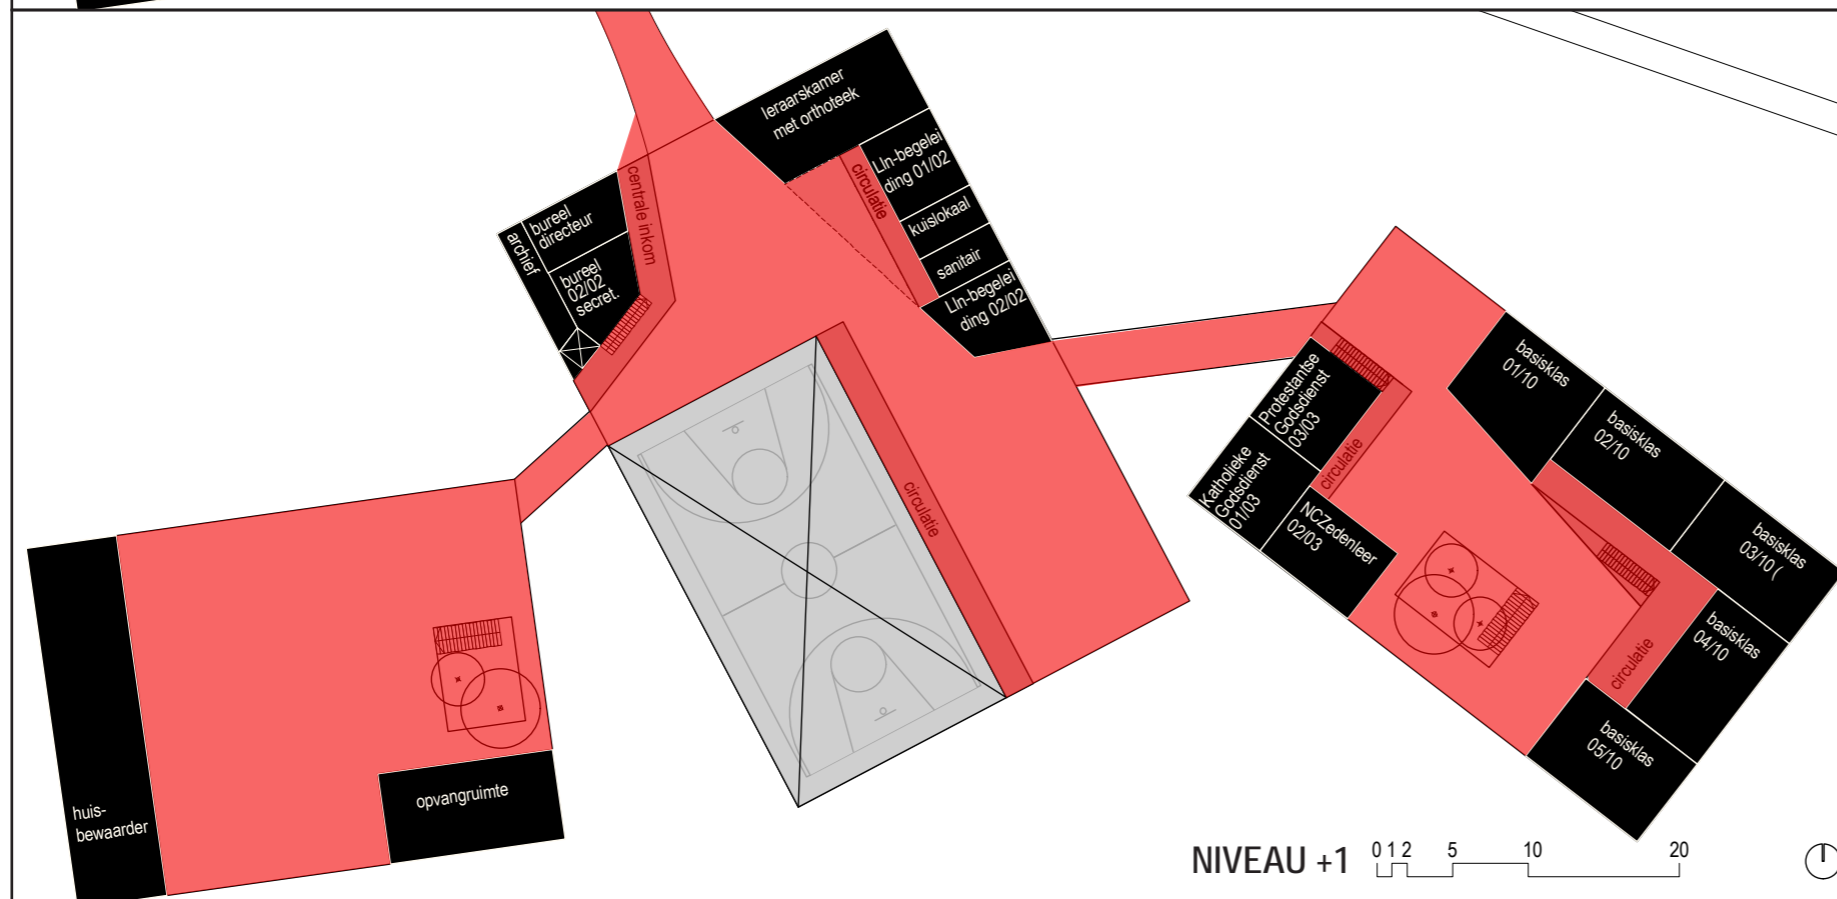 leraarskamer
met orthoteek
Lln-begelei
ding 01/02
circulatie
kuislokaal
sanitair
Lln-begelei
ding 02/02
centrale inkom
bureel
directeur
archief
bureel
02/02
secret.
circulatie
Protestantse
Godsdienst
03/03
Katholieke
Godsdienst
01/03
NCZedenleer
02/03
circulatie
basisklas
01/10
basisklas
02/10
basisklas
03/10 (
basisklas
04/10
circulatie
basisklas
05/10
huis-
bewaarder
opvangruimte
NIVEAU +1
0 1 2 5 10 20